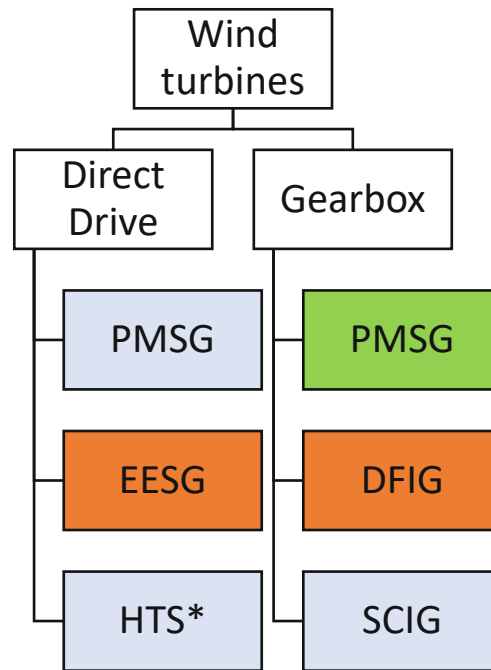 Wind
turbines
Direct
Drive
Gearbox
PMSG
PMSG
EESG
DFIG
HTS*
SCIG